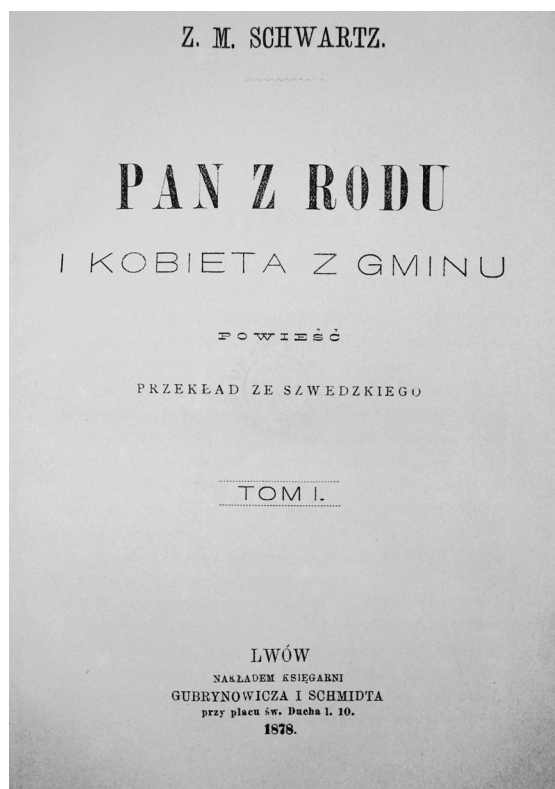 Z. M. SCHWARTZ.
PAN Z RODU
I KOBIETA Z GMINU
POWIEŚĆ
PRZEKŁAD ZE SZWEDZKIEGO
TOM I.
LWÓW
NAKŁADEM KSIĘGARNI
GUBRYNOWICZA I SCHMIDTA
przy placu św. Ducha l. 10.
1878.